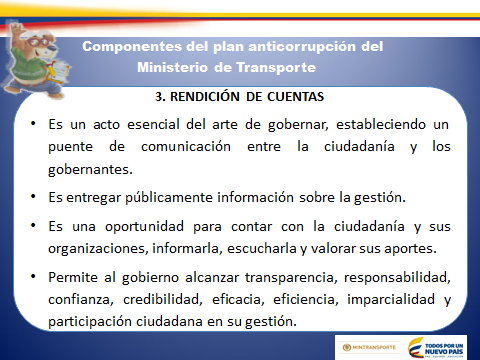 Componentes del plan anticorrupción del
Ministerio de Transporte
3. RENDICIÓN DE CUENTAS
• Es un acto esencial del arte de gobernar, estableciendo un
puente de comunicación entre la ciudadanía y los
gobernantes.
• Es entregar públicamente información sobre la gestión.
• Es una oportunidad para contar con la ciudadanía y sus
organizaciones, informarla, escucharla y valorar sus aportes.
• Permite al gobierno alcanzar transparencia, responsabilidad,
confianza, credibilidad, eficacia, eficiencia, imparcialidad y
participación ciudadana en su gestión.
MINTRANSPORTE
TODOS POR UN
NUEVO PAÍS